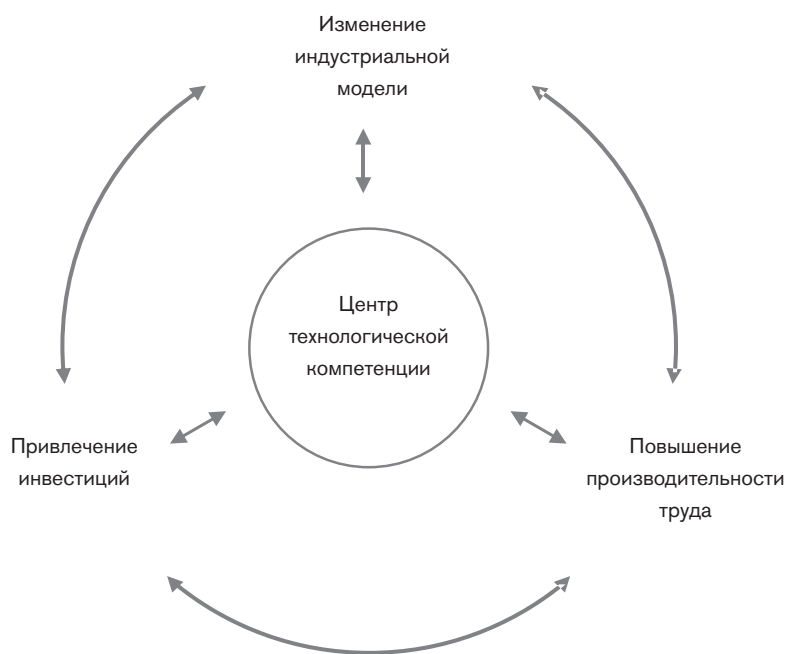 Изменение
индустриальной
модели
Центр
технологической
компетенции
Привлечение
инвестиций
Повышение
производительности
труда